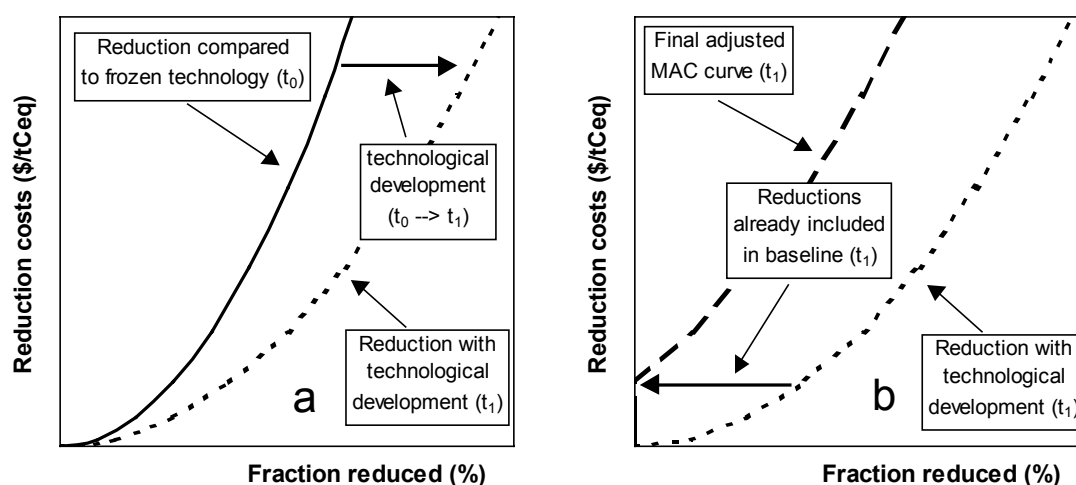 Reduction costs ($/tCeq)
Reduction compared
to frozen technology (t0)
technological
development
(t0 --> t1)
Reduction with
technological
development (t1)
a
Fraction reduced (%)
Reduction costs ($/tCeq)
Final adjusted
MAC curve (t1)
Reductions
already included
in baseline (t1)
Reduction with
technological
development (t1)
b
Fraction reduced (%)